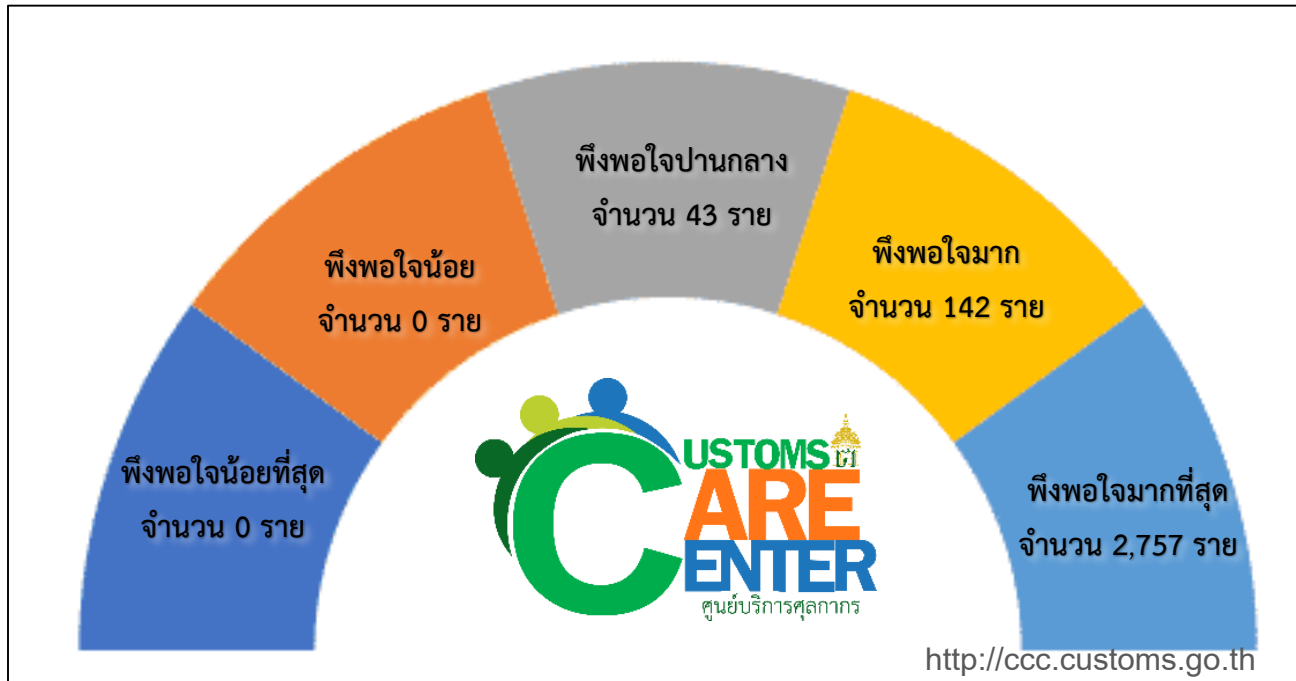 พึงพอใจปานกลาง
จำนวน 43 ราย
พึงพอใจน้อย
จำนวน 0 ราย
พึงพอใจมาก
จำนวน 142 ราย
พึงพอใจน้อยที่สุด
จำนวน 0 ราย
พึงพอใจมากที่สุด
จำนวน 2,757 ราย
CUSTOMS
CARE
CENTER
ศูนย์บริการศุลกากร
http://ccc.customs.go.th